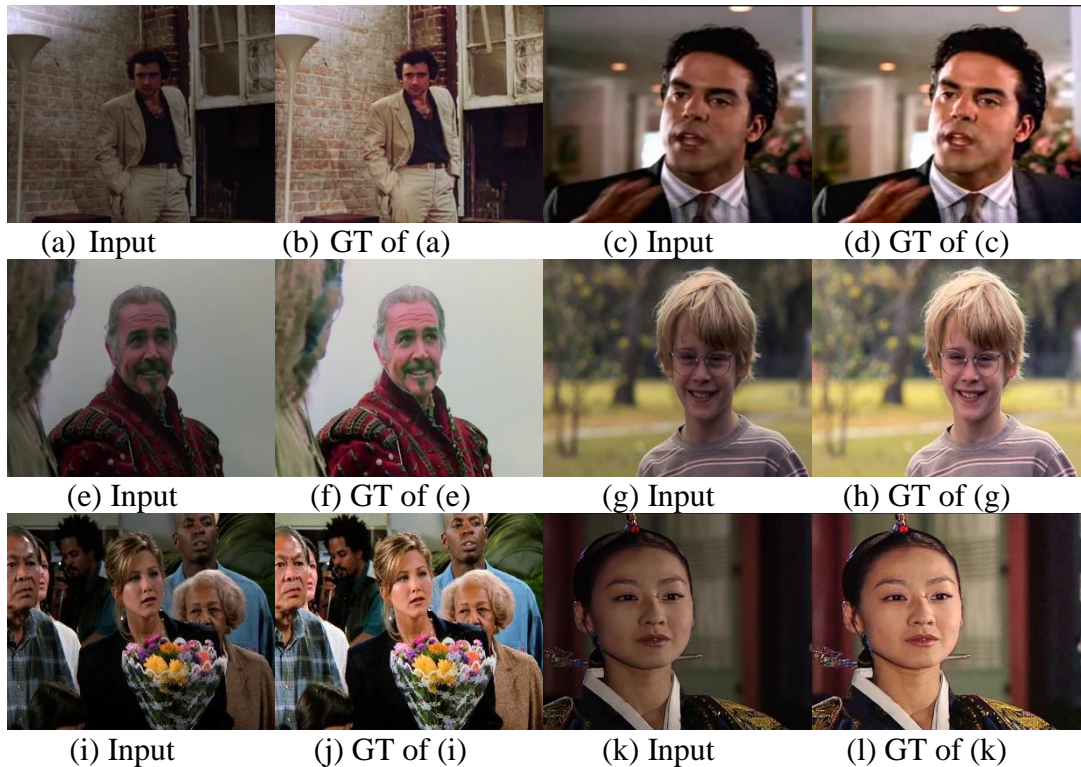 (a) Input (b) GT of (a) (c) Input (d) GT of (c)
(e) Input (f) GT of (e) (g) Input (h) GT of (g)
(i) Input (j) GT of (i) (k) Input (l) GT of (k)